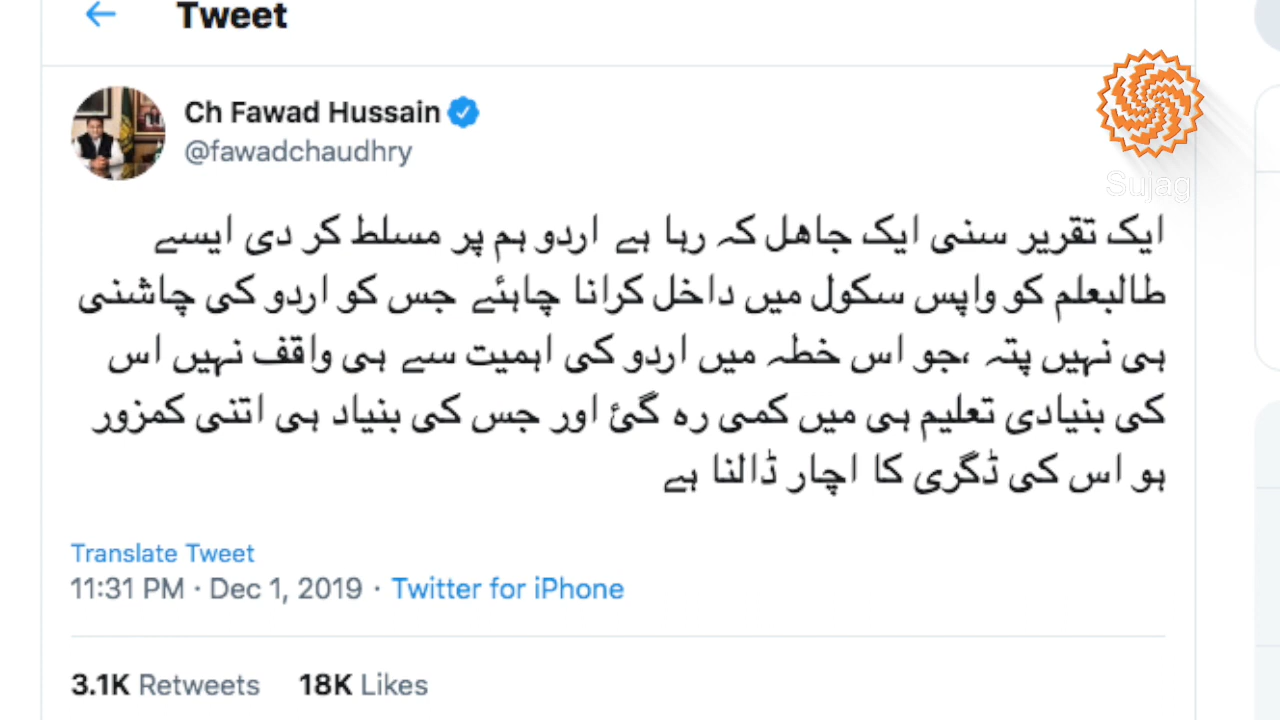 Tweet
Ch Fawad Hussain
@fawadchaudhry
Sujag
ایک تقریر سنی ایک جاھل کہ رہا ہے اردو ہم پر مسلط کر دی ایسے
طالبعلم کو واپس سکول میں داخل کرانا چاہئے جس کو اردو کی چاشنی
ہی نہیں پتہ ،جو اس خطہ میں اردو کی اہمیت سے ہی واقف نہیں اس
کی بنیادی تعلیم ہی میں کمی رہ گئ اور جس کی بنیاد ہی اتنی کمزور
ہو اس کی ڈگری کا اچار ڈالنا ہے
Translate Tweet
11:31 PM · Dec 1, 2019 · Twitter for iPhone
3.1K Retweets 18K Likes